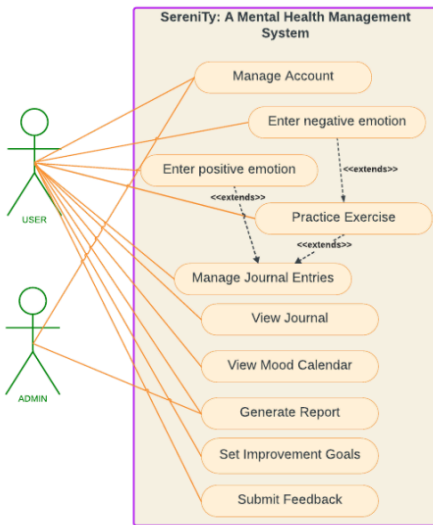 SereniTy: A Mental Health Management
System
Manage Account
Enter negative emotion
Enter positive emotion
<<extends>>
<<extends>>
USER
Practice Exercise
<<extends>>
Manage Journal Entries
View Journal
View Mood Calendar
ADMIN
Generate Report
Set Improvement Goals
Submit Feedback